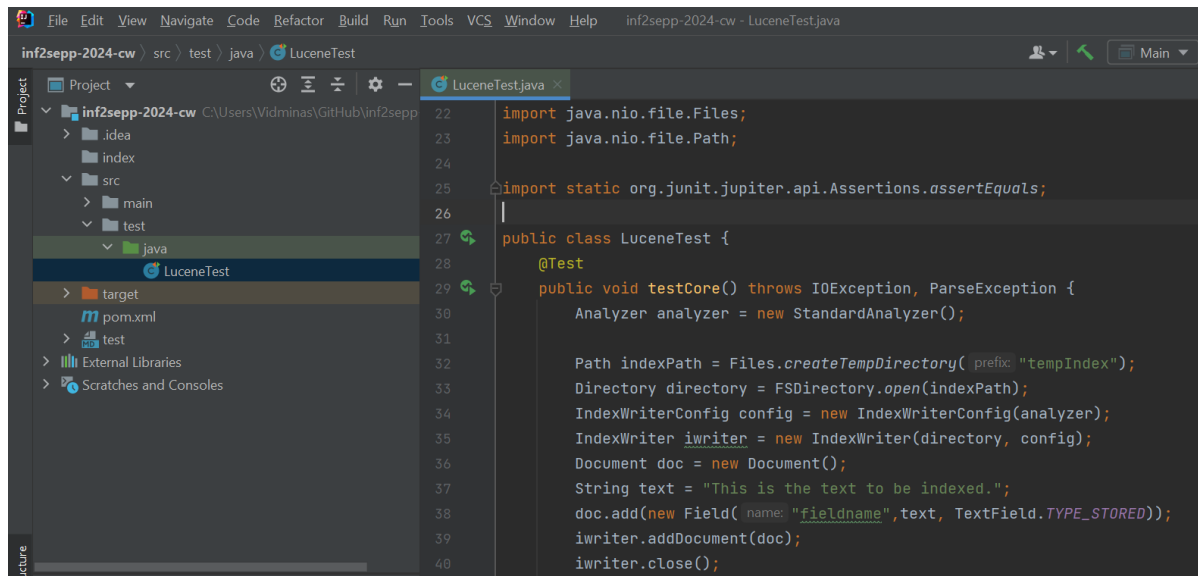 File Edit View Navigate Code Refactor Build Run Tools VCS Window Help inf2sepp-2024-cw - LuceneTest.java
inf2sepp-2024-cw > src > test > java > LuceneTest
Main
Project
Project
inf2sepp-2024-cw C:\Users\Vidminas\GitHub\inf2sepp
.idea
index
src
main
test
java
LuceneTest
target
pom.xml
test
External Libraries
Scratches and Consoles
LuceneTest.java
22 import java.nio.file.Files;
23 import java.nio.file.Path;
24
25 import static org.junit.jupiter.api.Assertions.assertEquals;
26
27 public class LuceneTest {
28 @Test
29 public void testCore() throws IOException, ParseException {
30 Analyzer analyzer = new StandardAnalyzer();
31
32 Path indexPath = Files.createTempDirectory( prefix: "tempIndex");
33 Directory directory = FSDirectory.open(indexPath);
34 IndexWriterConfig config = new IndexWriterConfig(analyzer);
35 IndexWriter iwriter = new IndexWriter(directory, config);
36 Document doc = new Document();
37 String text = "This is the text to be indexed.";
38 doc.add(new Field( name: "fieldname",text, TextField.TYPE_STORED));
39 iwriter.addDocument(doc);
40 iwriter.close();